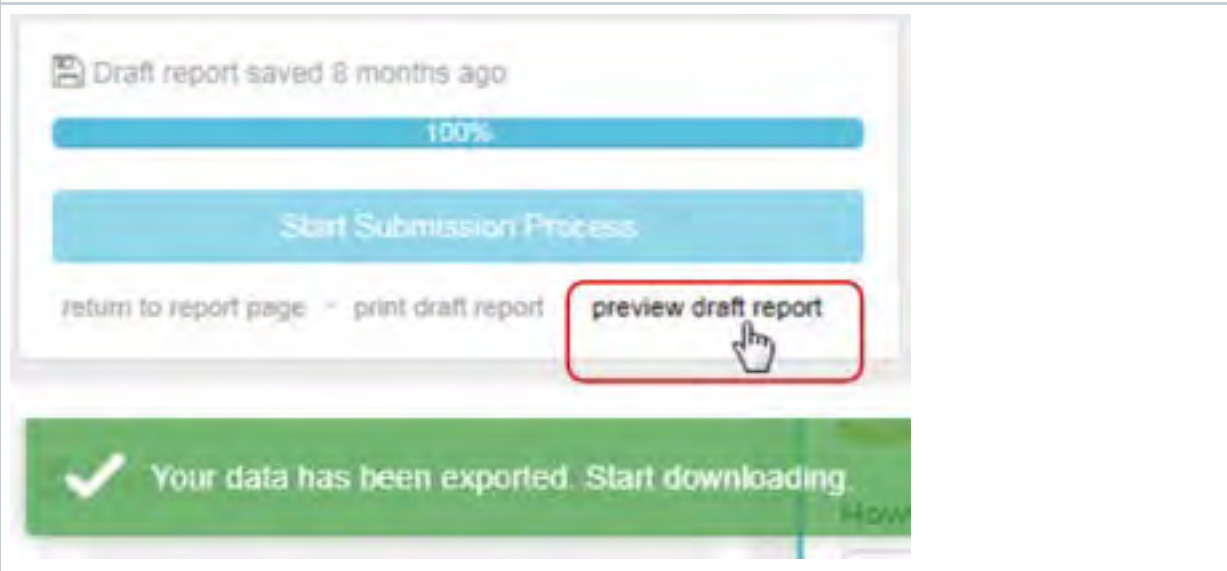 Draft report saved 8 months ago
100%
Start Submission Process
return to report page - print draft report preview draft report
Your data has been exported. Start downloading.
How